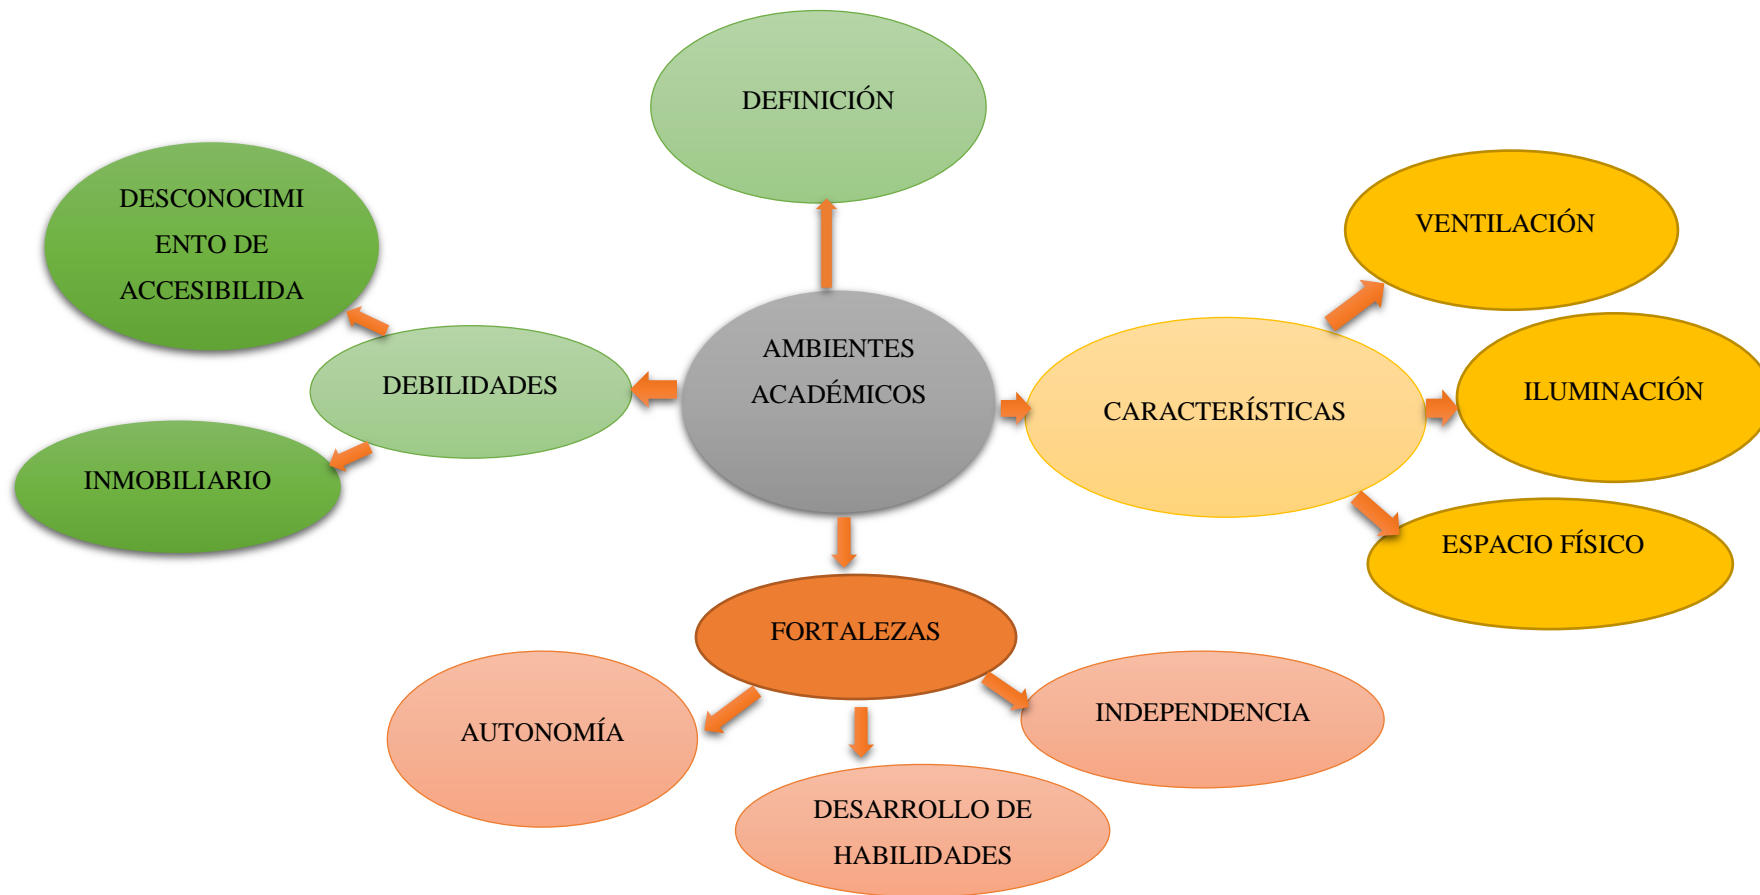 DEFINICIÓN
DESCONOCIMI
ENTO DE
ACCESIBILIDA
VENTILACIÓN
AMBIENTES
ACADÉMICOS
DEBILIDADES
CARACTERÍSTICAS
ILUMINACIÓN
INMOBILIARIO
ESPACIO FÍSICO
FORTALEZAS
AUTONOMÍA
INDEPENDENCIA
DESARROLLO DE
HABILIDADES